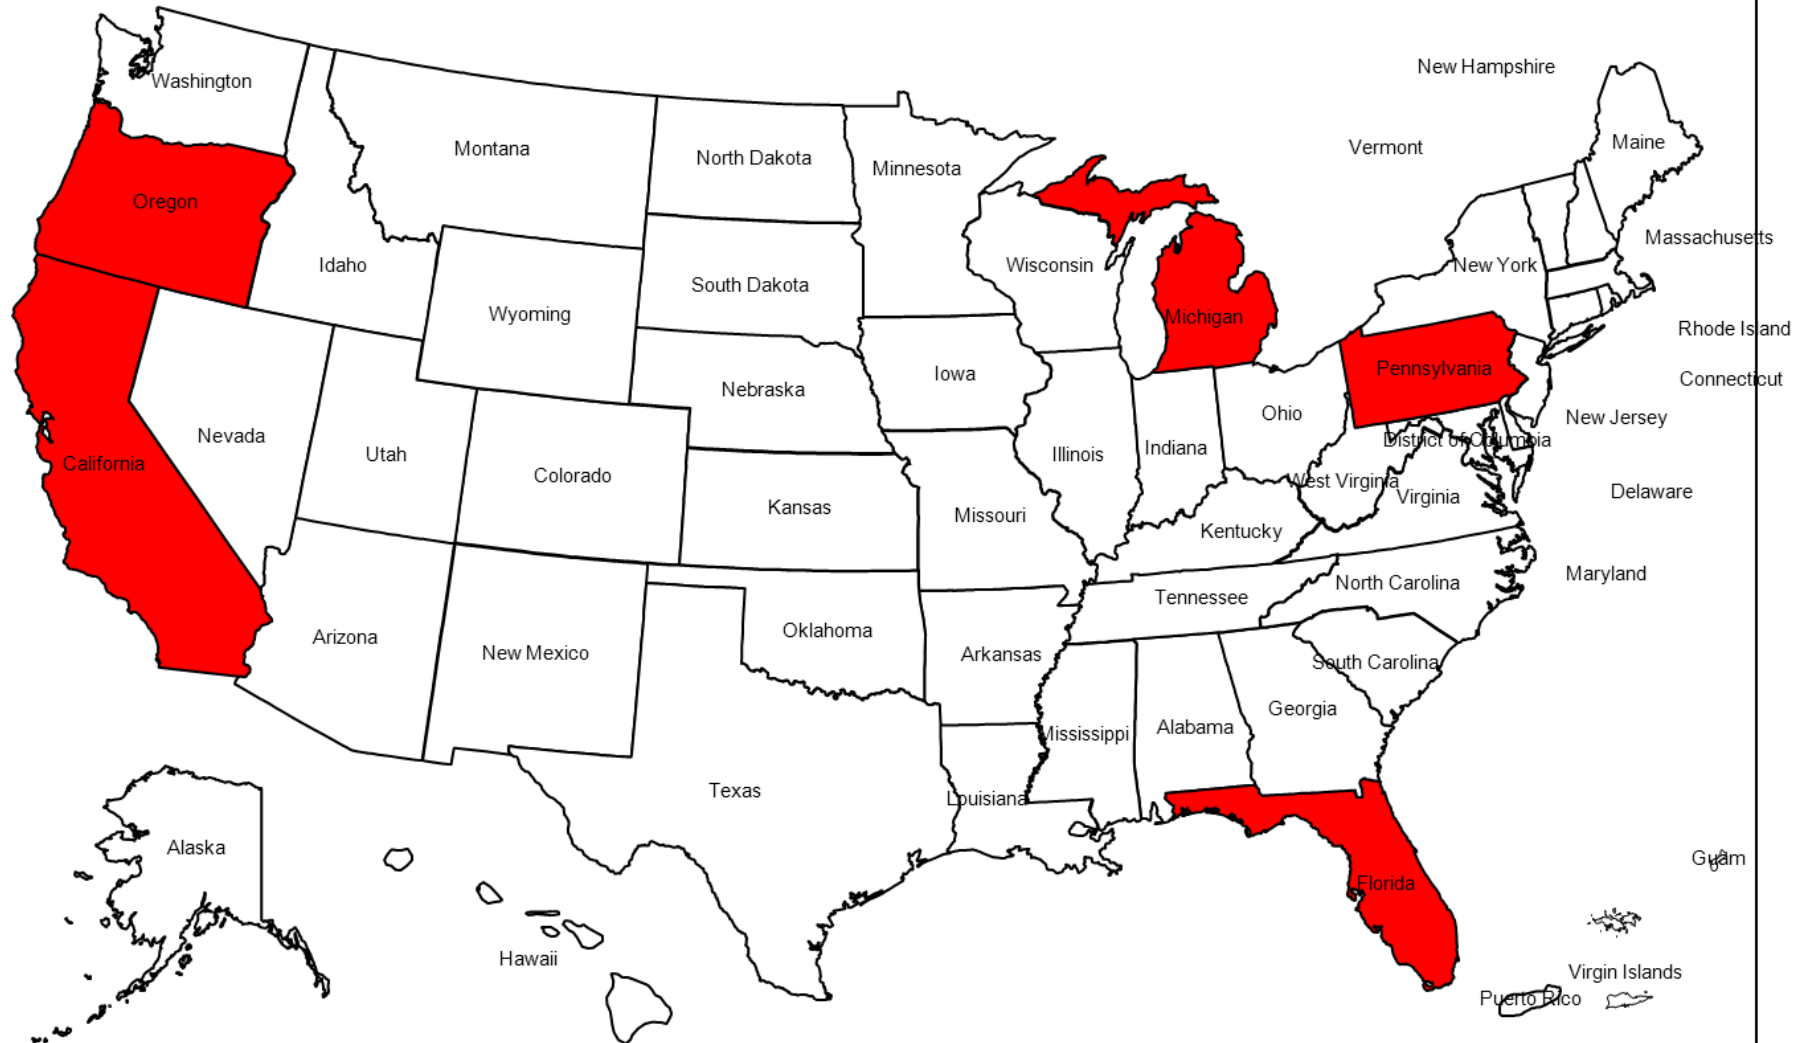 New Hampshire
Washington
Maine
Vermont
Montana
North Dakota
Minnesota
Oregon
Massachusetts
Idaho
Wisconsin
New York
South Dakota
Wyoming
Michigan
Rhode Island
Pennsylvania
Iowa
Connecticut
Nebraska
Ohio
New Jersey
Nevada
District of Columbia
Indiana
Utah
Illinois
California
Colorado
West Virginia
Delaware
Virginia
Kansas
Missouri
Kentucky
Maryland
North Carolina
Tennessee
Oklahoma
Arizona
New Mexico
Arkansas
South Carolina
Georgia
Alabama
Mississippi
Texas
Louisiana
Alaska
Guam
Florida
Hawaii
Virgin Islands
Puerto Rico